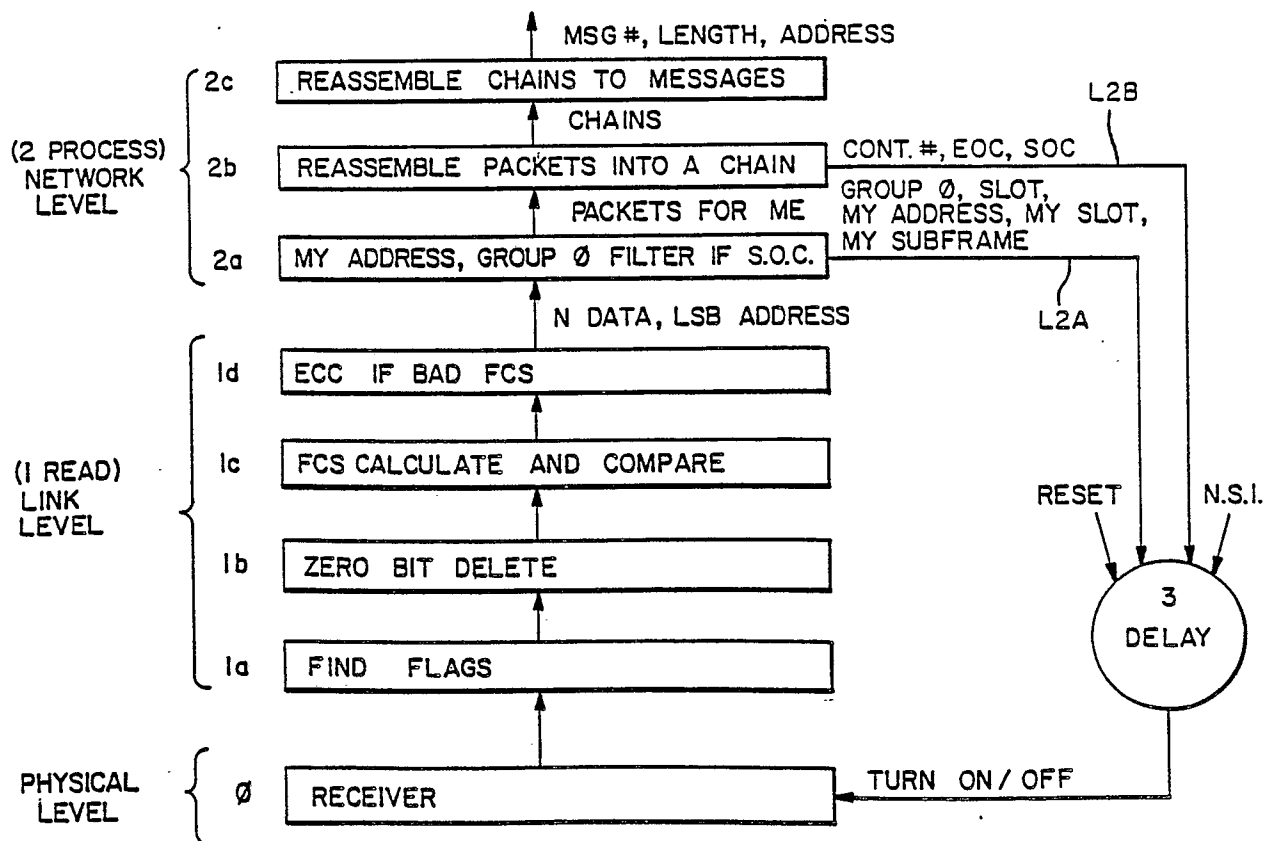 MSG #, LENGTH, ADDRESS
2c REASSEMBLE CHAINS TO MESSAGES
L2B
CHAINS
(2 PROCESS)
NETWORK
LEVEL
2b REASSEMBLE PACKETS INTO A CHAIN
CONT. #, EOC, SOC
PACKETS FOR ME
GROUP Ø, SLOT,
MY ADDRESS, MY SLOT,
MY SUBFRAME
2a MY ADDRESS, GROUP Ø FILTER IF S.O.C.
L2A
N DATA, LSB ADDRESS
1d ECC IF BAD FCS
(1 READ)
LINK
LEVEL
1c FCS CALCULATE AND COMPARE
RESET
N.S.I.
1b ZERO BIT DELETE
3
DELAY
1a FIND FLAGS
PHYSICAL
LEVEL
Ø RECEIVER
TURN ON / OFF